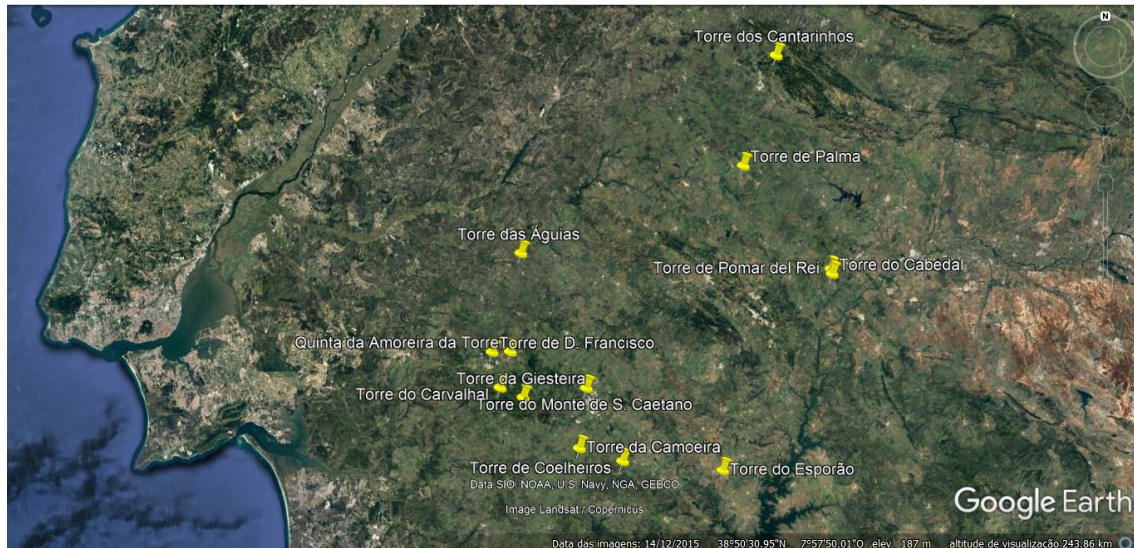 N
Torre dos Cantarinhos
Torre de Palma
Torre das Águias
Torre de Pomar del Rei
Torre do Cabedal
Quinta da Amoreira da Torre
Torre de D. Francisco
Torre da Giesteira
Torre do Carvalhal
Torre do Monte de S. Caetano
Torre da Camoeira
Torre de Coelheiros
Torre do Esporão
Data SIO, NOAA, U.S. Navy, NGA, GEBCO
Image Landsat / Copernicus
Google Earth
Data das imagens: 14/12/2015 38°50'30.95"N 7°57'50.01"O elev 187 m altitude de visualização 243.86 km